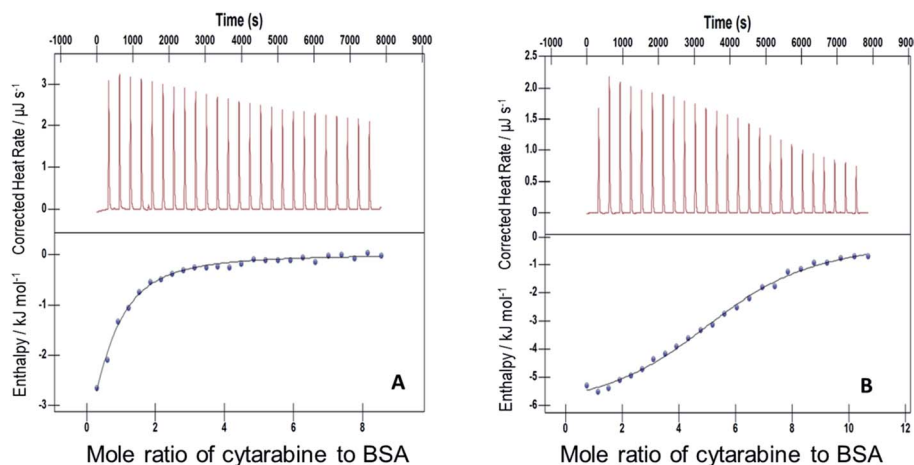 Time (s)
-1000 0 1000 2000 3000 4000 5000 6000 7000 8000 9000
Corrected Heat Rate / µJ s⁻¹
3
2
1
0
Enthalpy / kJ mol⁻¹
0
-1
-2
-3
A
0 2 4 6 8
Mole ratio of cytarabine to BSA
Time (s)
-1000 0 1000 2000 3000 4000 5000 6000 7000 8000 9000
Corrected Heat Rate / µJ s⁻¹
2.5
2.0
1.5
1.0
0.5
0.0
Enthalpy / kJ mol⁻¹
0
-1
-2
-3
-4
-5
-6
B
0 2 4 6 8 10 12
Mole ratio of cytarabine to BSA